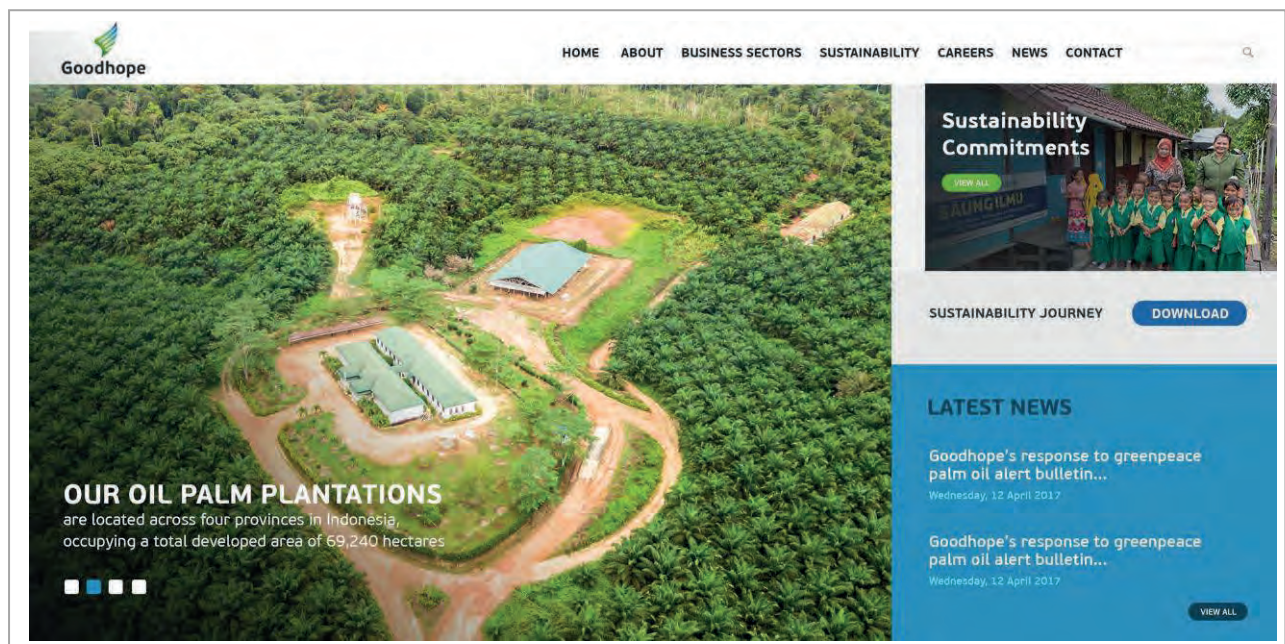 Goodhope
HOME ABOUT BUSINESS SECTORS SUSTAINABILITY CAREERS NEWS CONTACT
Sustainability
Commitments
VIEW ALL
SAUNG ILMU
SUSTAINABILITY JOURNEY DOWNLOAD
OUR OIL PALM PLANTATIONS
are located across four provinces in Indonesia,
occupying a total developed area of 69,240 hectares
LATEST NEWS
Goodhope's response to greenpeace
palm oil alert bulletin...
Wednesday, 12 April 2017
Goodhope's response to greenpeace
palm oil alert bulletin...
Wednesday, 12 April 2017
VIEW ALL